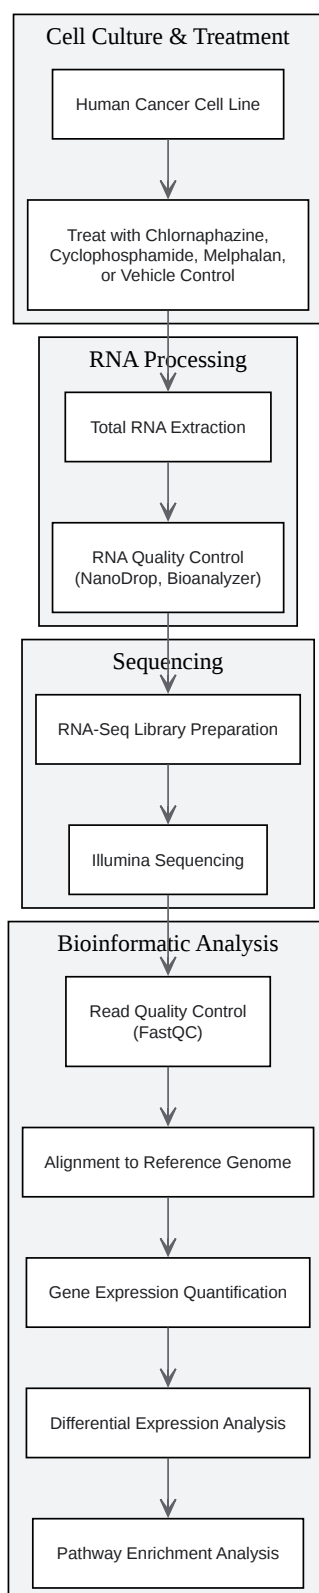 Cell Culture & Treatment
Human Cancer Cell Line
Treat with Chlornaphazine,
Cyclophosphamide, Melphalan,
or Vehicle Control
RNA Processing
Total RNA Extraction
RNA Quality Control
(NanoDrop, Bioanalyzer)
Sequencing
RNA-Seq Library Preparation
Illumina Sequencing
Bioinformatic Analysis
Read Quality Control
(FastQC)
Alignment to Reference Genome
Gene Expression Quantification
Differential Expression Analysis
Pathway Enrichment Analysis